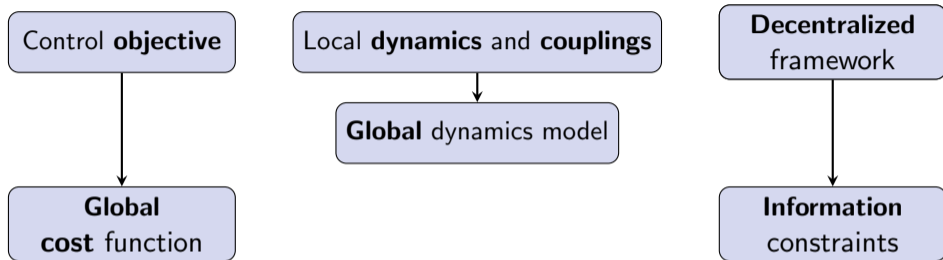 Control objective
Local dynamics and couplings
Decentralized
framework
Global dynamics model
Global
cost function
Information
constraints